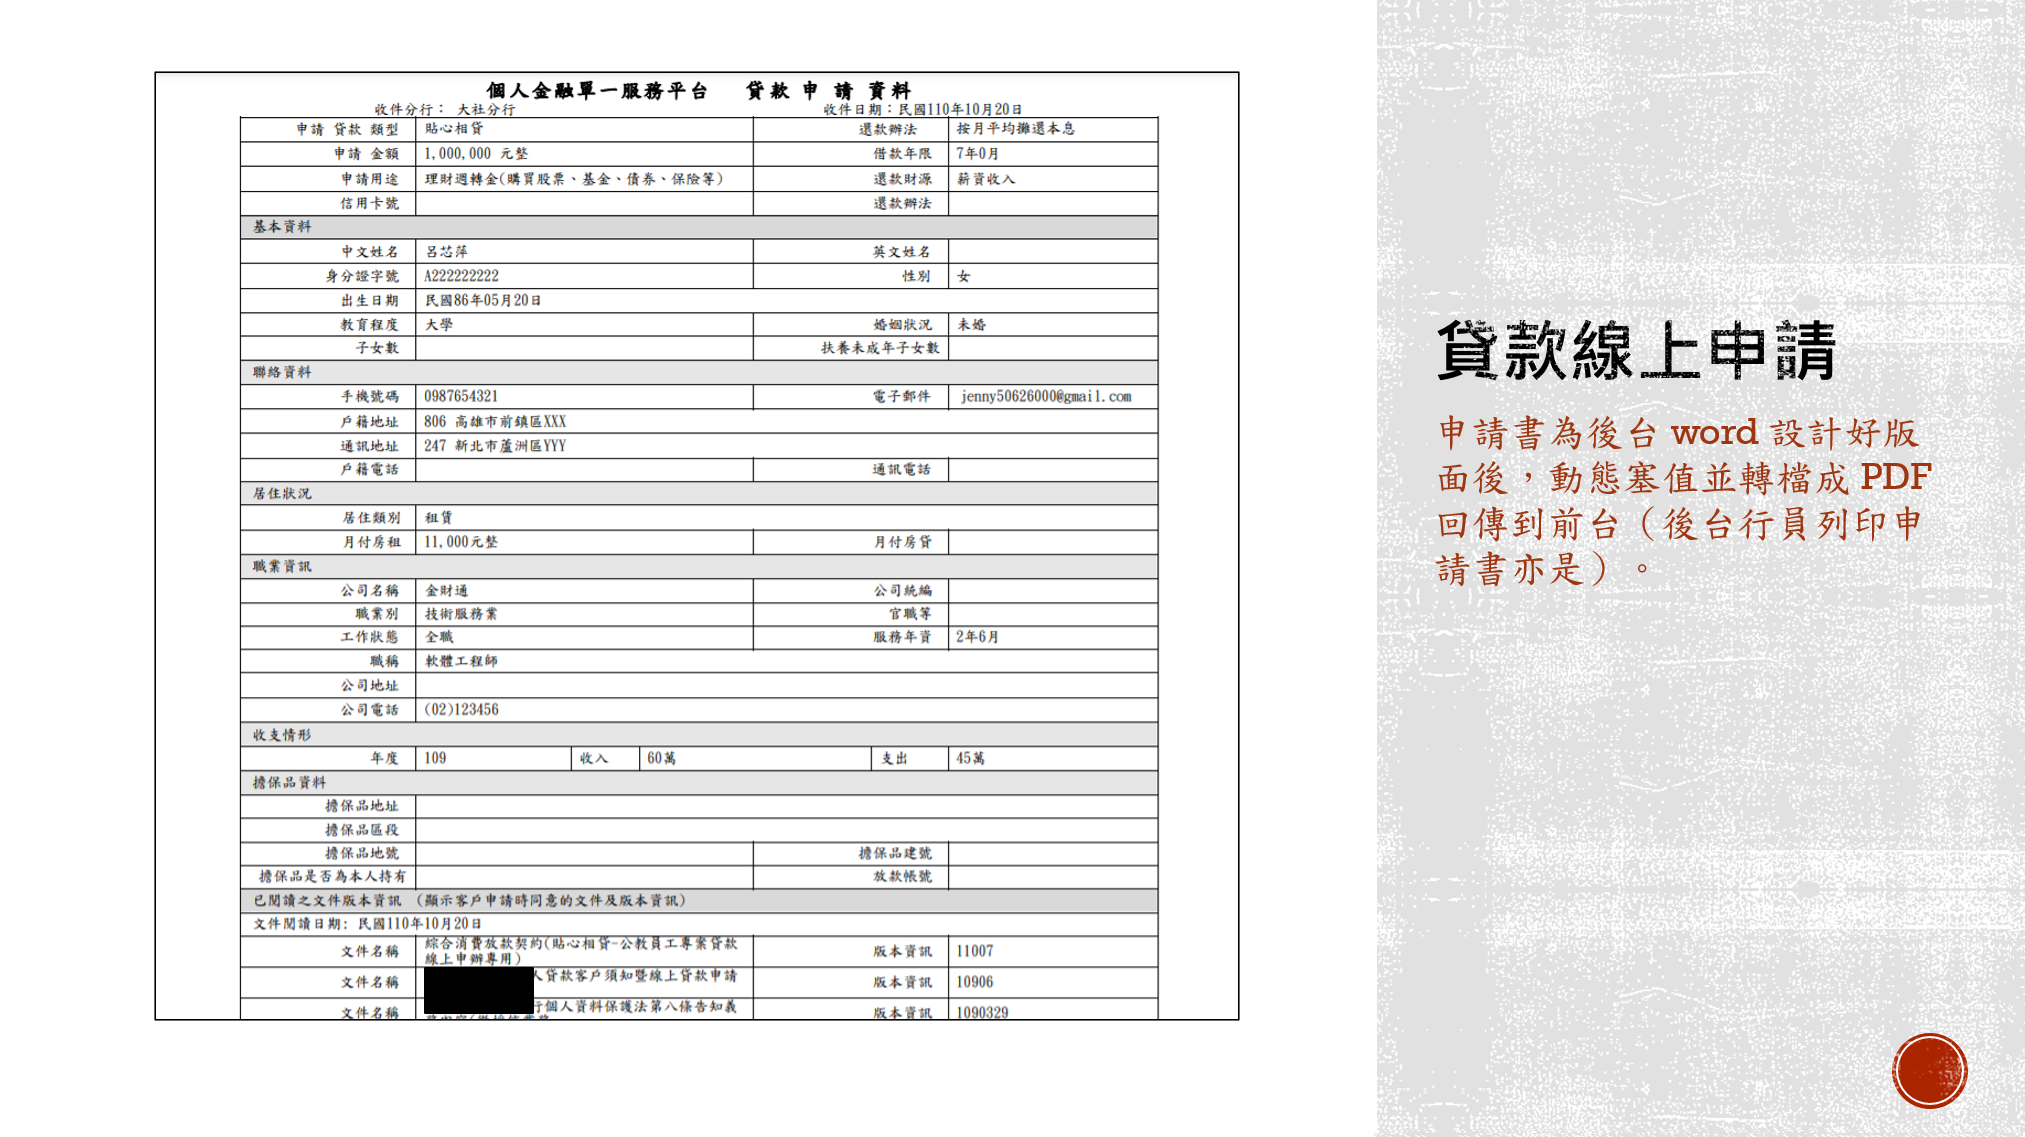 個人金融單一服務平台 貸款 申 請 資料
收件分行： 大社分行 收件日期：民國110年10月20日
申請 貸款 類型 貼心相貸 還款辦法 按月平均攤還本息
申請 金額 1,000,000 元整 借款年限 7年0月
申請用途 理財週轉金(購買股票、基金、債券、保險等) 還款財源 薪資收入
信用卡號 還款辦法
基本資料
中文姓名 呂芯萍 英文姓名
身分證字號 A222222222 性別 女
出生日期 民國86年05月20日
教育程度 大學 婚姻狀況 未婚
子女數 扶養未成年子女數
聯絡資料
手機號碼 0987654321 電子郵件 jenny50626000@gmail.com
戶籍地址 806 高雄市前鎮區XXX
通訊地址 247 新北市蘆洲區YYY
戶籍電話 通訊電話
居住狀況
居住類別 租賃
月付房租 11,000元整 月付房貸
職業資訊
公司名稱 金財通 公司統編
職業別 技術服務業 官職等
工作狀態 全職 服務年資 2年6月
職稱 軟體工程師
公司地址
公司電話 (02)123456
收支情形
年度 109 收入 60萬 支出 45萬
擔保品資料
擔保品地址
擔保品區段
擔保品地號 擔保品建號
擔保品是否為本人持有 放款帳號
已閱讀之文件版本資訊 （顯示客戶申請時同意的文件及版本資訊）
文件閱讀日期: 民國110年10月20日
文件名稱 綜合消費放款契約(貼心相貸-公教員工專案貸款
線上申辦專用) 版本資訊 11007
文件名稱 人貸款客戶須知暨線上貸款申請 版本資訊 10906
文件名稱 行個人資料保護法第八條告知義 版本資訊 1090329
貸款線上申請
申請書為後台 word 設計好版
面後，動態塞值並轉檔成 PDF
回傳到前台（後台行員列印申
請書亦是）。